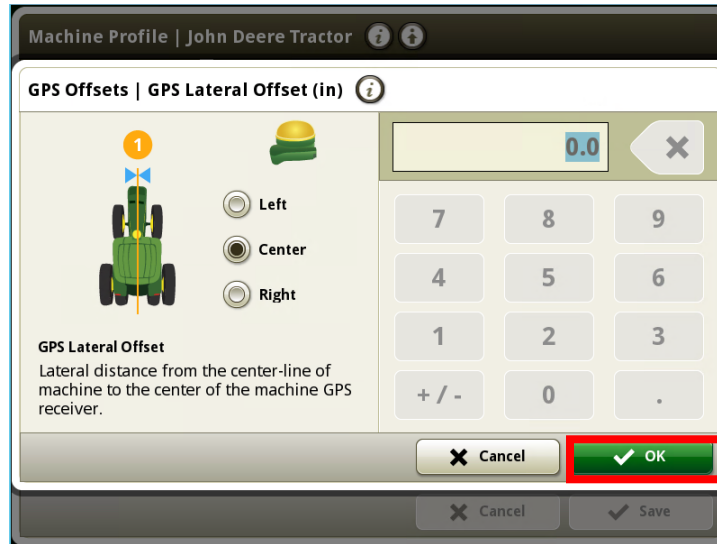 Machine Profile | John Deere Tractor
GPS Offsets | GPS Lateral Offset (in)
1
Left
Center
Right
GPS Lateral Offset
Lateral distance from the center-line of
machine to the center of the machine GPS
receiver.
0.0
7 8 9
4 5 6
1 2 3
+ / - 0 .
Cancel OK
Cancel Save